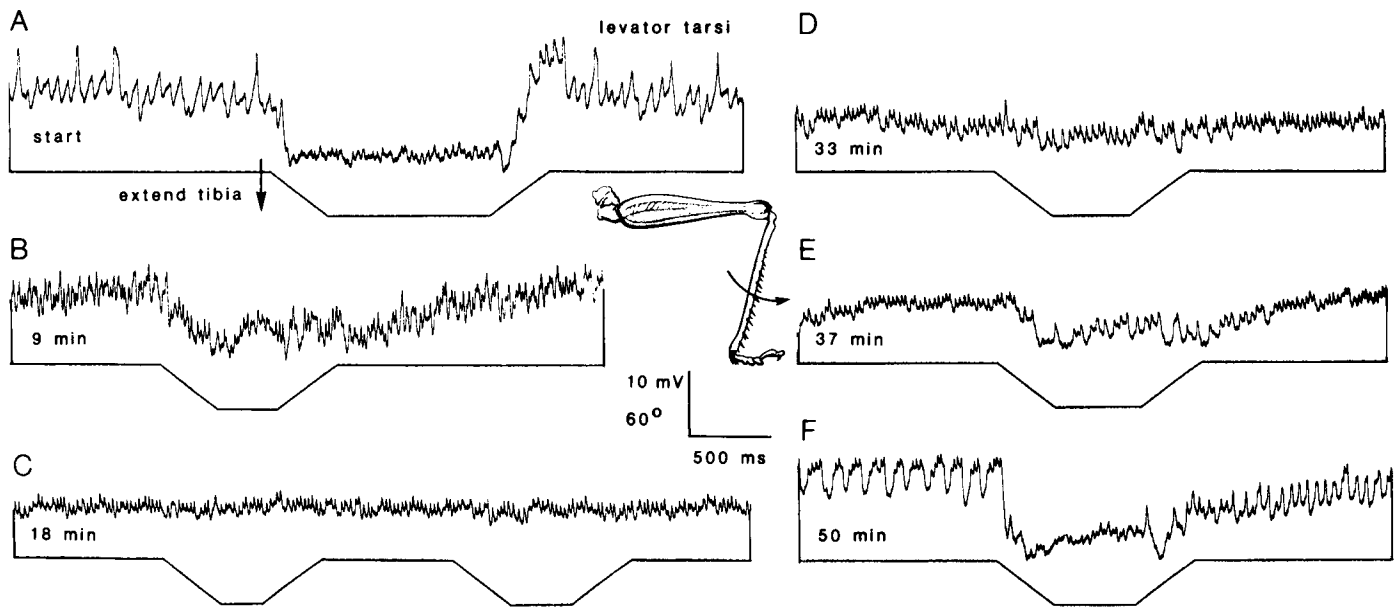 A
levator tarsi
start
extend tibia
B
9 min
C
18 min
10 mV
60°
500 ms
D
33 min
E
37 min
F
50 min